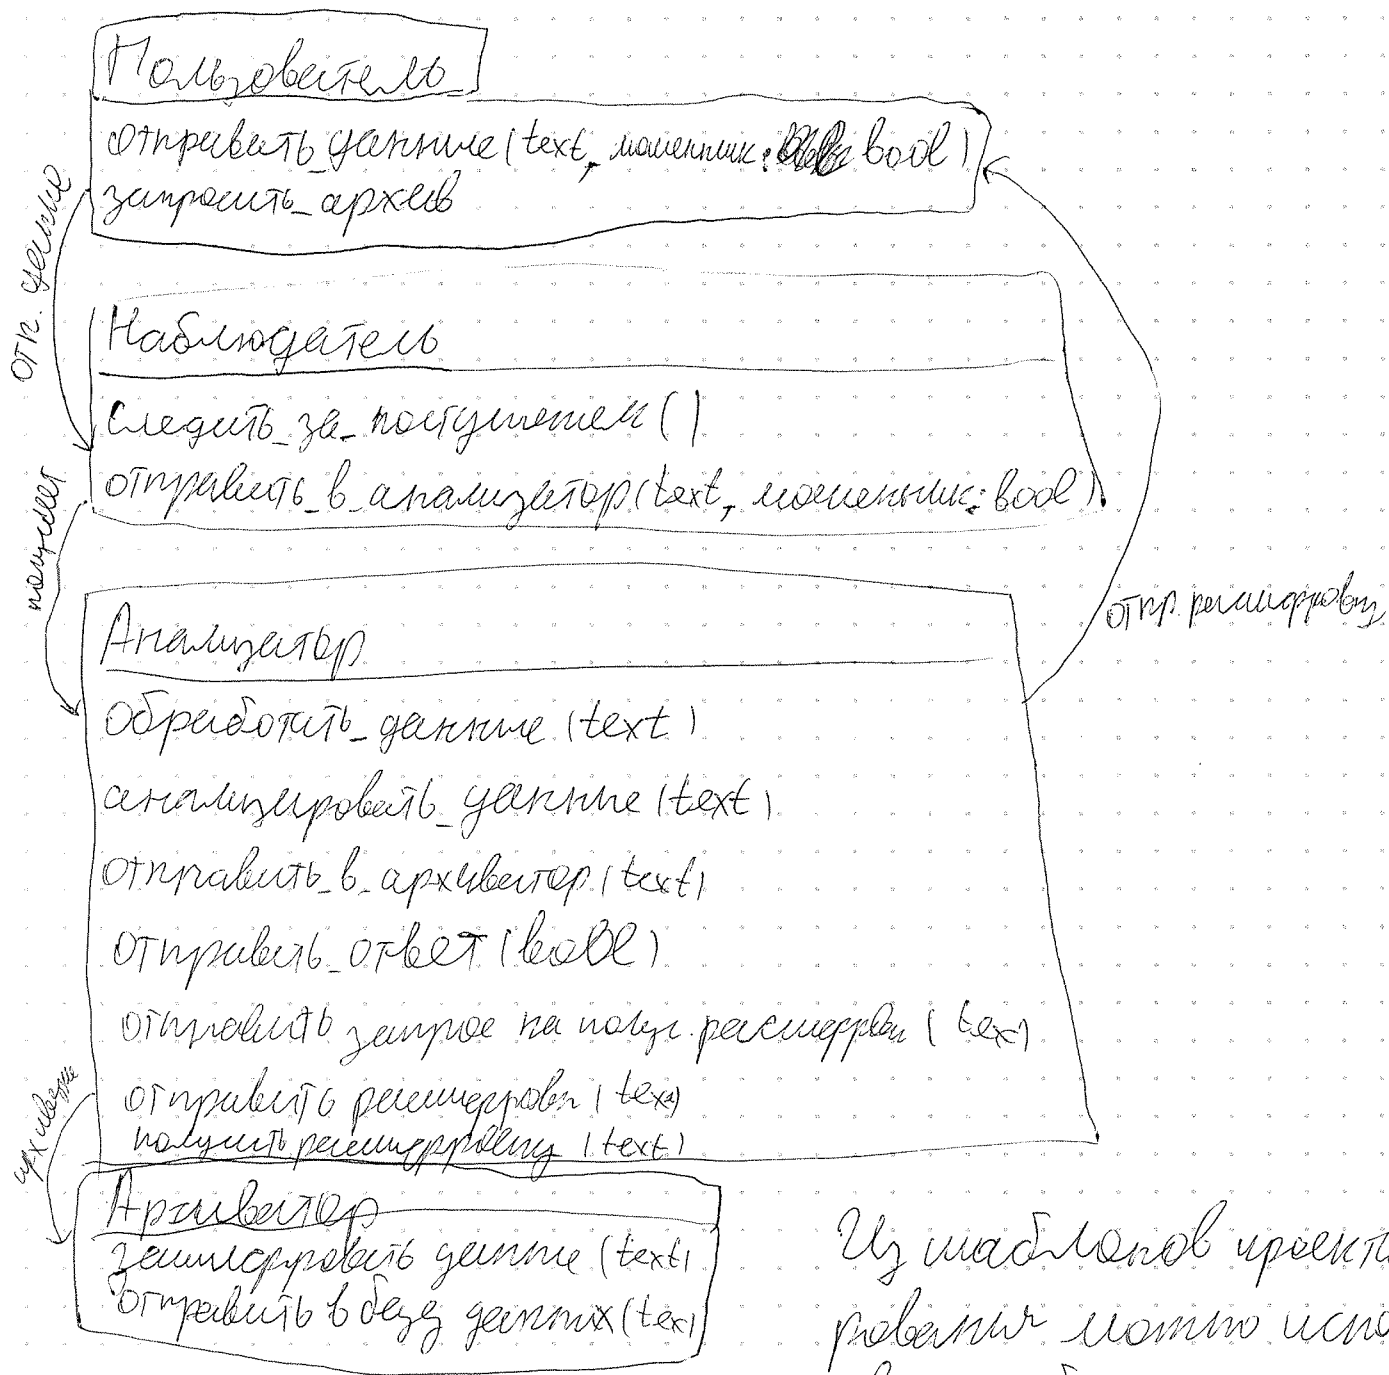 Пользователь
отправить_данные(text, мошенник: bool)
запросить_архив
отп. данные
Наблюдатель
следить_за_поступлением()
отправить_в_анализатор(text, мошенник: bool)
получает
Анализатор
отпр. расшифровку
обработать_данные(text)
анализировать_данные(text)
отправить_в_архиватор(text)
отправить_ответ(bool)
отправить запрос на получ. расшифровки (text)
отправить расшифровку (text)
получить расшифровку (text)
Архиватор
зашифровать данные (text)
отправить в базу данных (text)
Из шаблонов проекти
рования можно испо